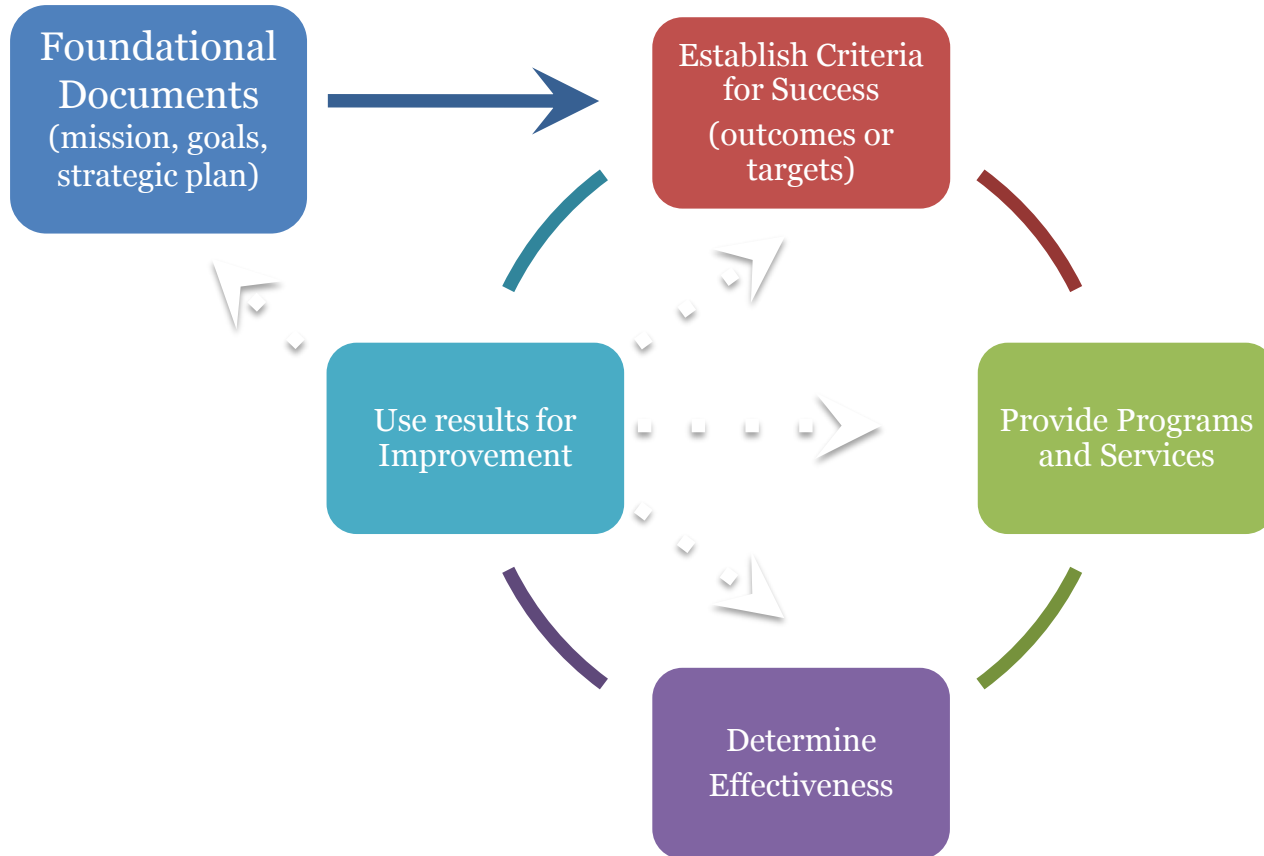 Foundational
Documents
(mission, goals,
strategic plan)
Establish Criteria
for Success
(outcomes or
targets)
Use results for
Improvement
Provide Programs
and Services
Determine
Effectiveness